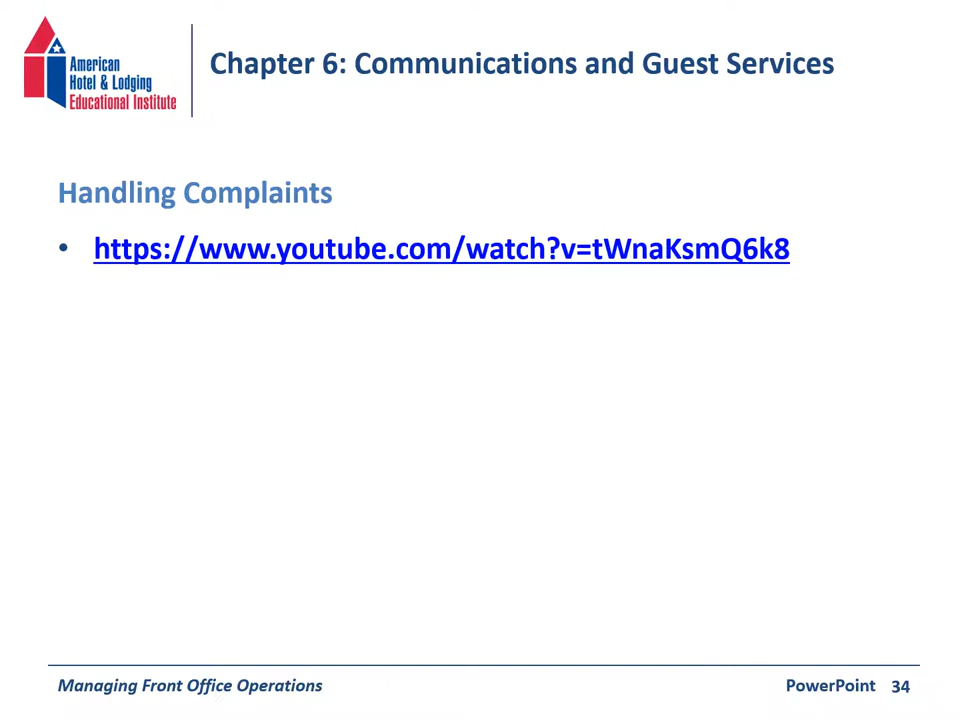 American
Hotel & Lodging
Educational Institute
Chapter 6: Communications and Guest Services
Handling Complaints
• https://www.youtube.com/watch?v=tWnaKsmQ6k8
Managing Front Office Operations
PowerPoint 34